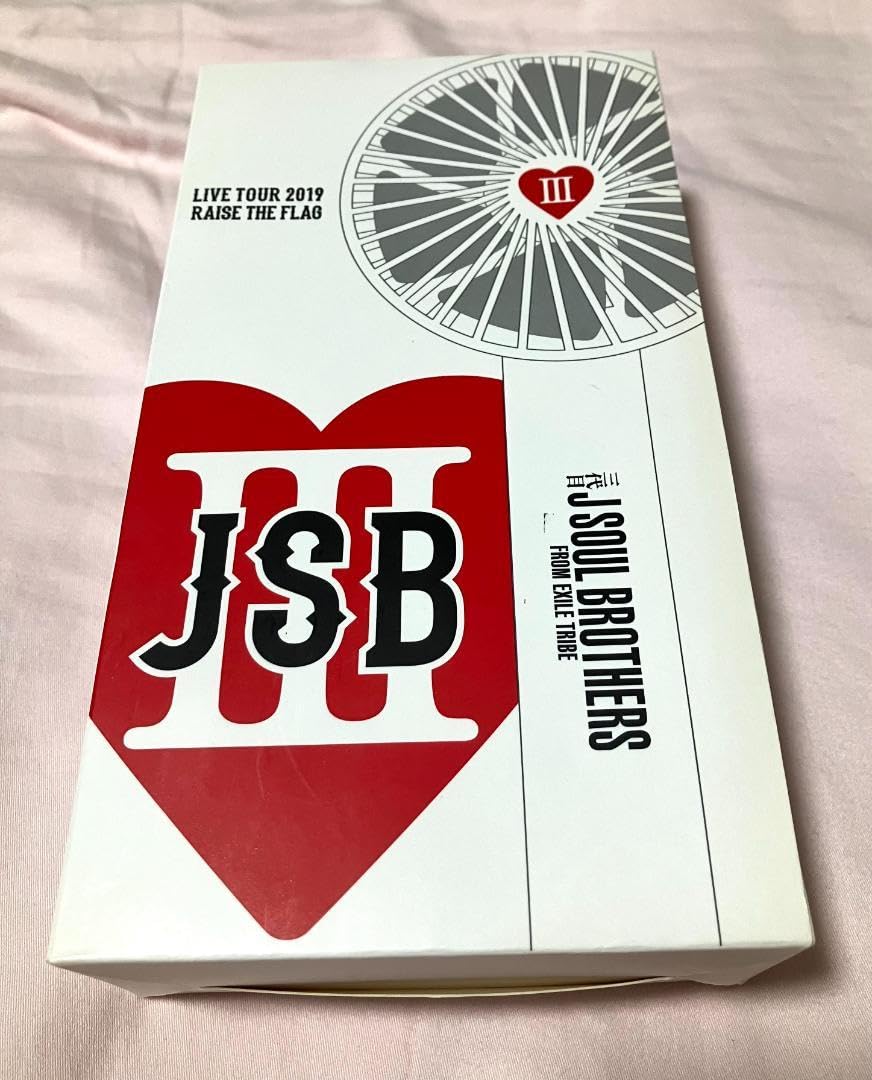 LIVE TOUR 2019
RAISE THE FLAG
III
III
JSB
三代目 J SOUL BROTHERS
FROM EXILE TRIBE